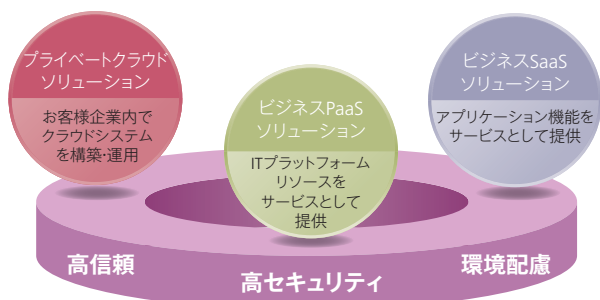 プライベートクラウド
ソリューション
お客様企業内で
クラウドシステム
を構築・運用
ビジネスPaaS
ソリューション
ITプラットフォーム
リソースを
サービスとして
提供
ビジネスSaaS
ソリューション
アプリケーション機能を
サービスとして提供
高信頼
高セキュリティ
環境配慮